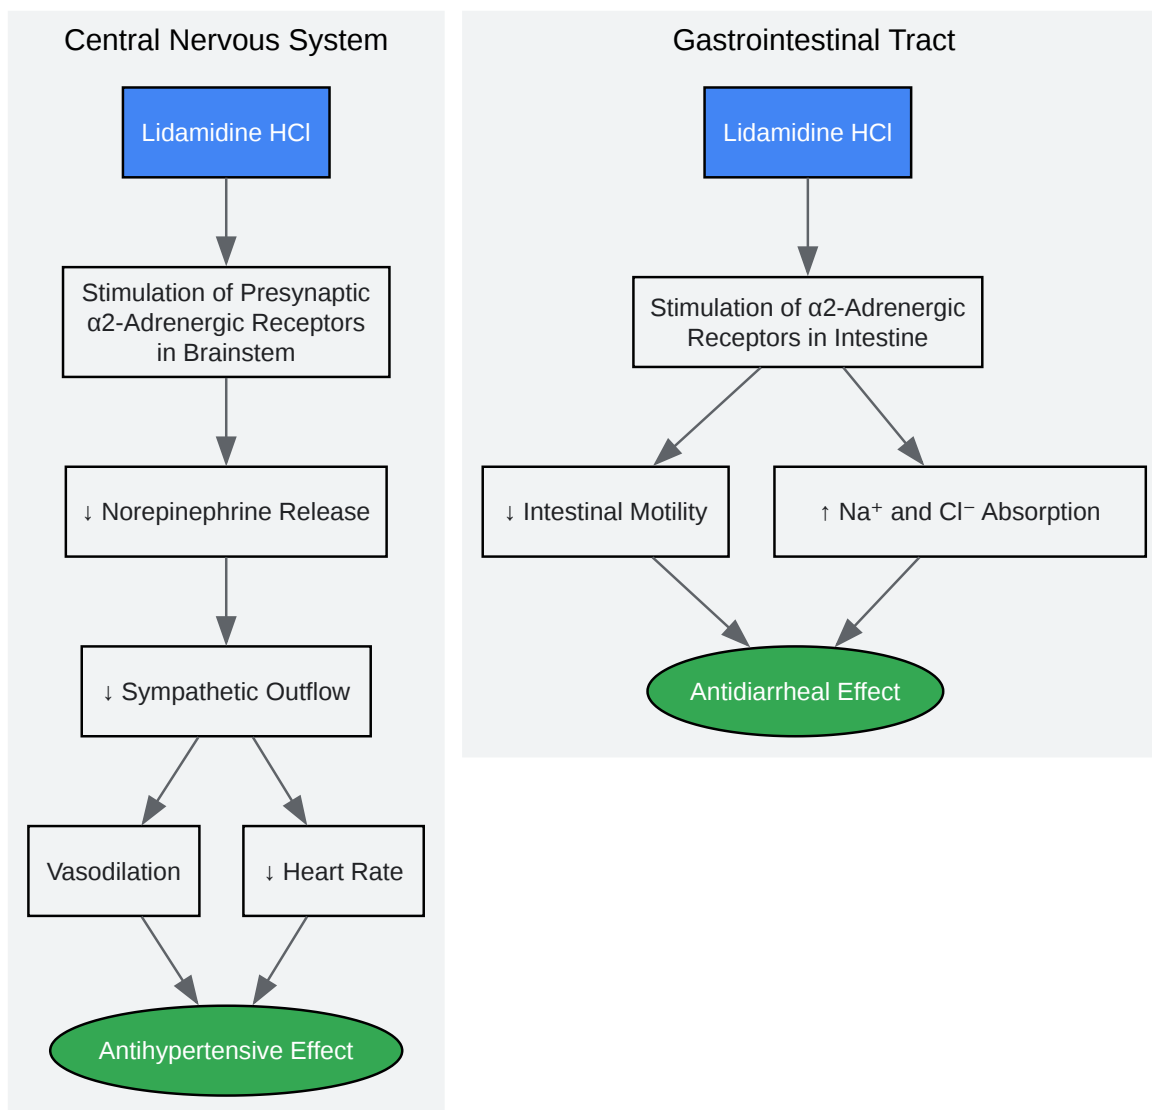 Central Nervous System
Lidamidine HCl
Stimulation of Presynaptic
α2-Adrenergic Receptors
in Brainstem
↓ Norepinephrine Release
↓ Sympathetic Outflow
Vasodilation
↓ Heart Rate
Antihypertensive Effect
Gastrointestinal Tract
Lidamidine HCl
Stimulation of α2-Adrenergic
Receptors in Intestine
↓ Intestinal Motility
↑ Na⁺ and Cl⁻ Absorption
Antidiarrheal Effect